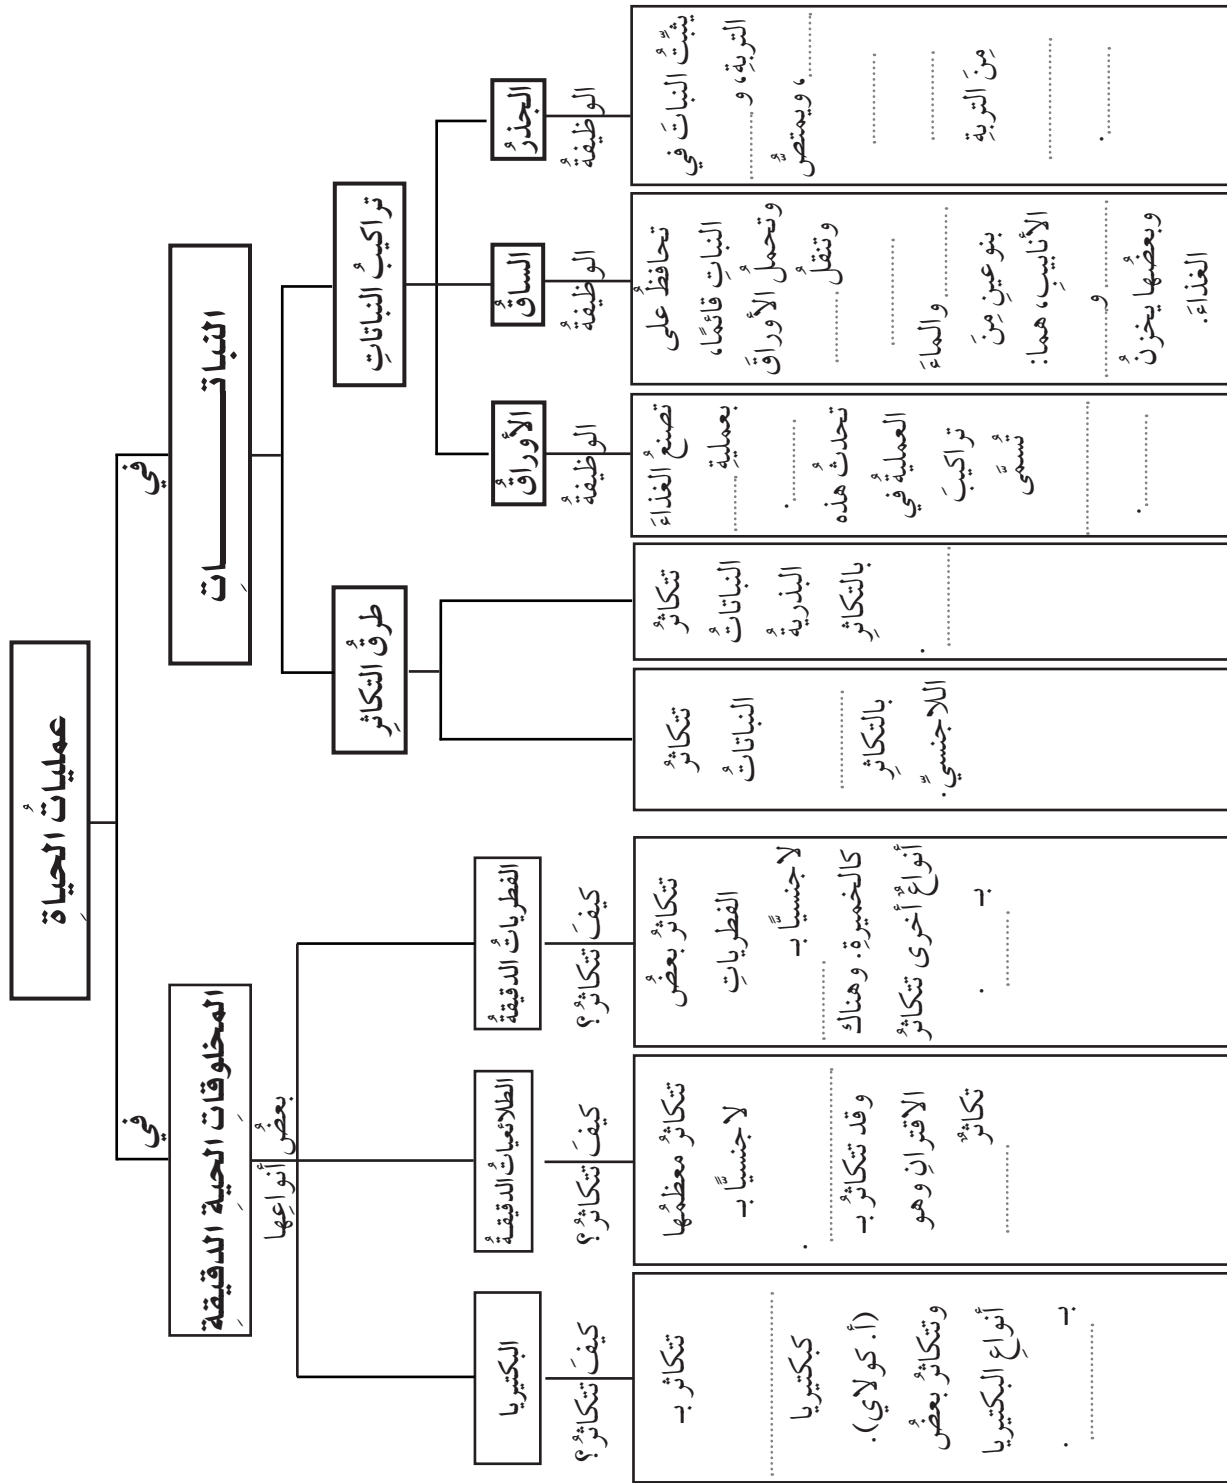 عملياتُ الحياةِ
في
النباتـــــــاتِ
تراكيبُ النباتاتِ
الجذرُ
الوظيفةُ
يثبِّتُ النباتَ في
التربةِ، و
..............
، ويمتصُّ
..............
..............
..............
مِنَ التربةِ
..............
.............. .
الساقُ
الوظيفةُ
تحافظُ على
النباتِ قائمًا،
وتحملُ الأوراقَ
وتنقلُ
..............
..............
والماءَ ..............
بنوعينِ مِنَ
الأنابيبِ، هما:
.............. و ..............
وبعضُها يخزنُ
الغذاءَ.
الأوراقُ
الوظيفةُ
تصنعُ الغذاءَ
بعمليةِ
..............
.............. .
تحدثُ هذه
العمليةُ في
تراكيبَ
تُسمَّى
..............
.............. .
طرقُ التكاثرِ
تتكاثرُ
النباتاتُ
البذريةُ
بالتكاثرِ
.............. .
تتكاثرُ
النباتاتُ
..............
بالتكاثرِ
اللاجنسيِّ.
في
المخلوقاتِ الحيةِ الدقيقةِ
بعضُ أنواعِها
الفطرياتُ الدقيقةُ
كيفَ تتكاثرُ؟
تتكاثرُ بعضُ
الفطرياتِ
لاجنسيًّا بـ
..............
كالخميرةِ. وهناك
أنواعٌ أخرى تتكاثرُ
بـ
.............. .
الطلائعياتُ الدقيقةُ
كيفَ تتكاثرُ؟
تتكاثرُ معظمُها
لاجنسيًّا بـ
.............. .
وقد تتكاثرُ بـ
الاقترانِ وهو
تكاثرٌ
..............
البكتيريا
كيفَ تتكاثرُ؟
تتكاثر بـ
..............
كبكتيريا
(أ. كولاي).
وتتكاثرُ بعضُ
أنواعِ البكتيريا
بـ
.............. .